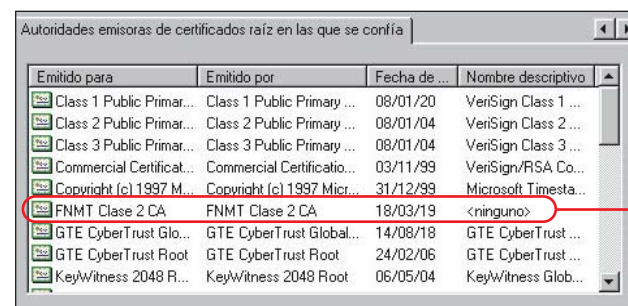 Autoridades emisoras de certificados raíz en las que se confía
Emitido para Emitido por Fecha de ... Nombre descriptivo
Class 1 Public Primar... Class 1 Public Primary ... 08/01/20 VeriSign Class 1 ...
Class 2 Public Primar... Class 2 Public Primary ... 08/01/04 VeriSign Class 2 ...
Class 3 Public Primar... Class 3 Public Primary ... 08/01/04 VeriSign Class 3 ...
Commercial Certificat... Commercial Certificatio... 03/11/99 VeriSign/RSA Co...
Copyright (c) 1997 M... Copyright (c) 1997 Micr... 31/12/99 Microsoft Timesta...
FNMT Clase 2 CA FNMT Clase 2 CA 18/03/19 <ninguno>
GTE CyberTrust Glo... GTE CyberTrust Global... 14/08/18 GTE CyberTrust ...
GTE CyberTrust Root GTE CyberTrust Root 24/02/06 GTE CyberTrust ...
KeyWitness 2048 R... KeyWitness 2048 Root 06/05/04 KeyWitness Glob...